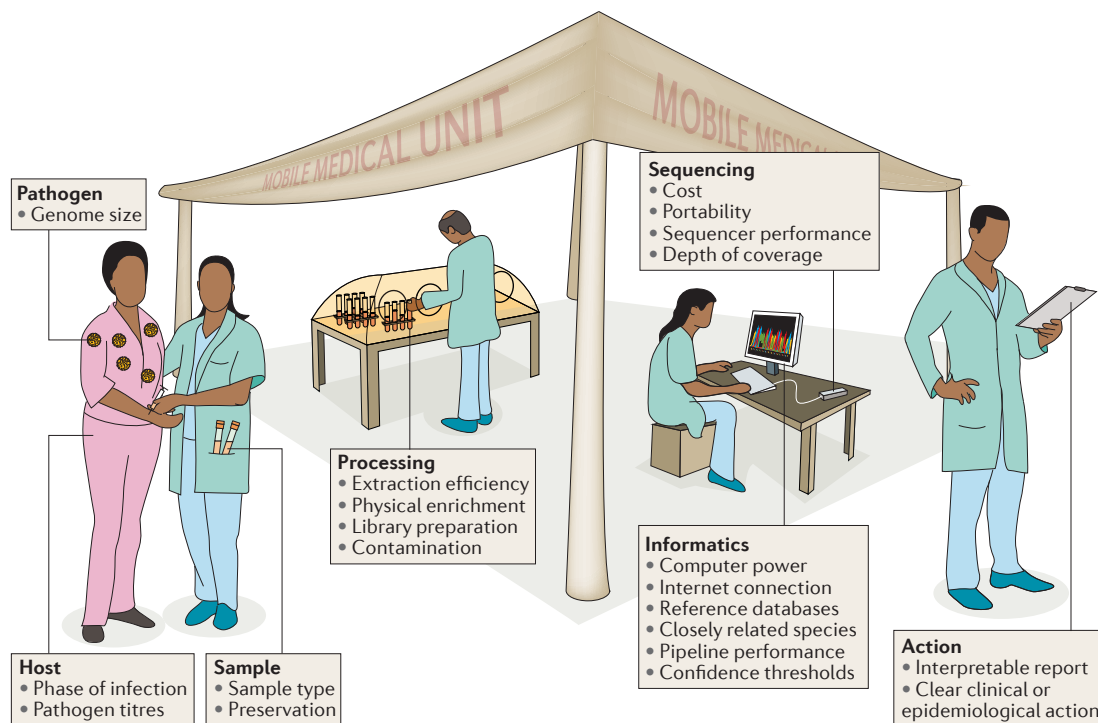 MOBILE MEDICAL UNIT
MOBILE MEDICAL
Sequencing
• Cost
• Portability
• Sequencer performance
• Depth of coverage
Pathogen
• Genome size
Processing
• Extraction efficiency
• Physical enrichment
• Library preparation
• Contamination
Informatics
• Computer power
• Internet connection
• Reference databases
• Closely related species
• Pipeline performance
• Confidence thresholds
Host
• Phase of infection
• Pathogen titres
Sample
• Sample type
• Preservation
Action
• Interpretable report
• Clear clinical or
epidemiological action